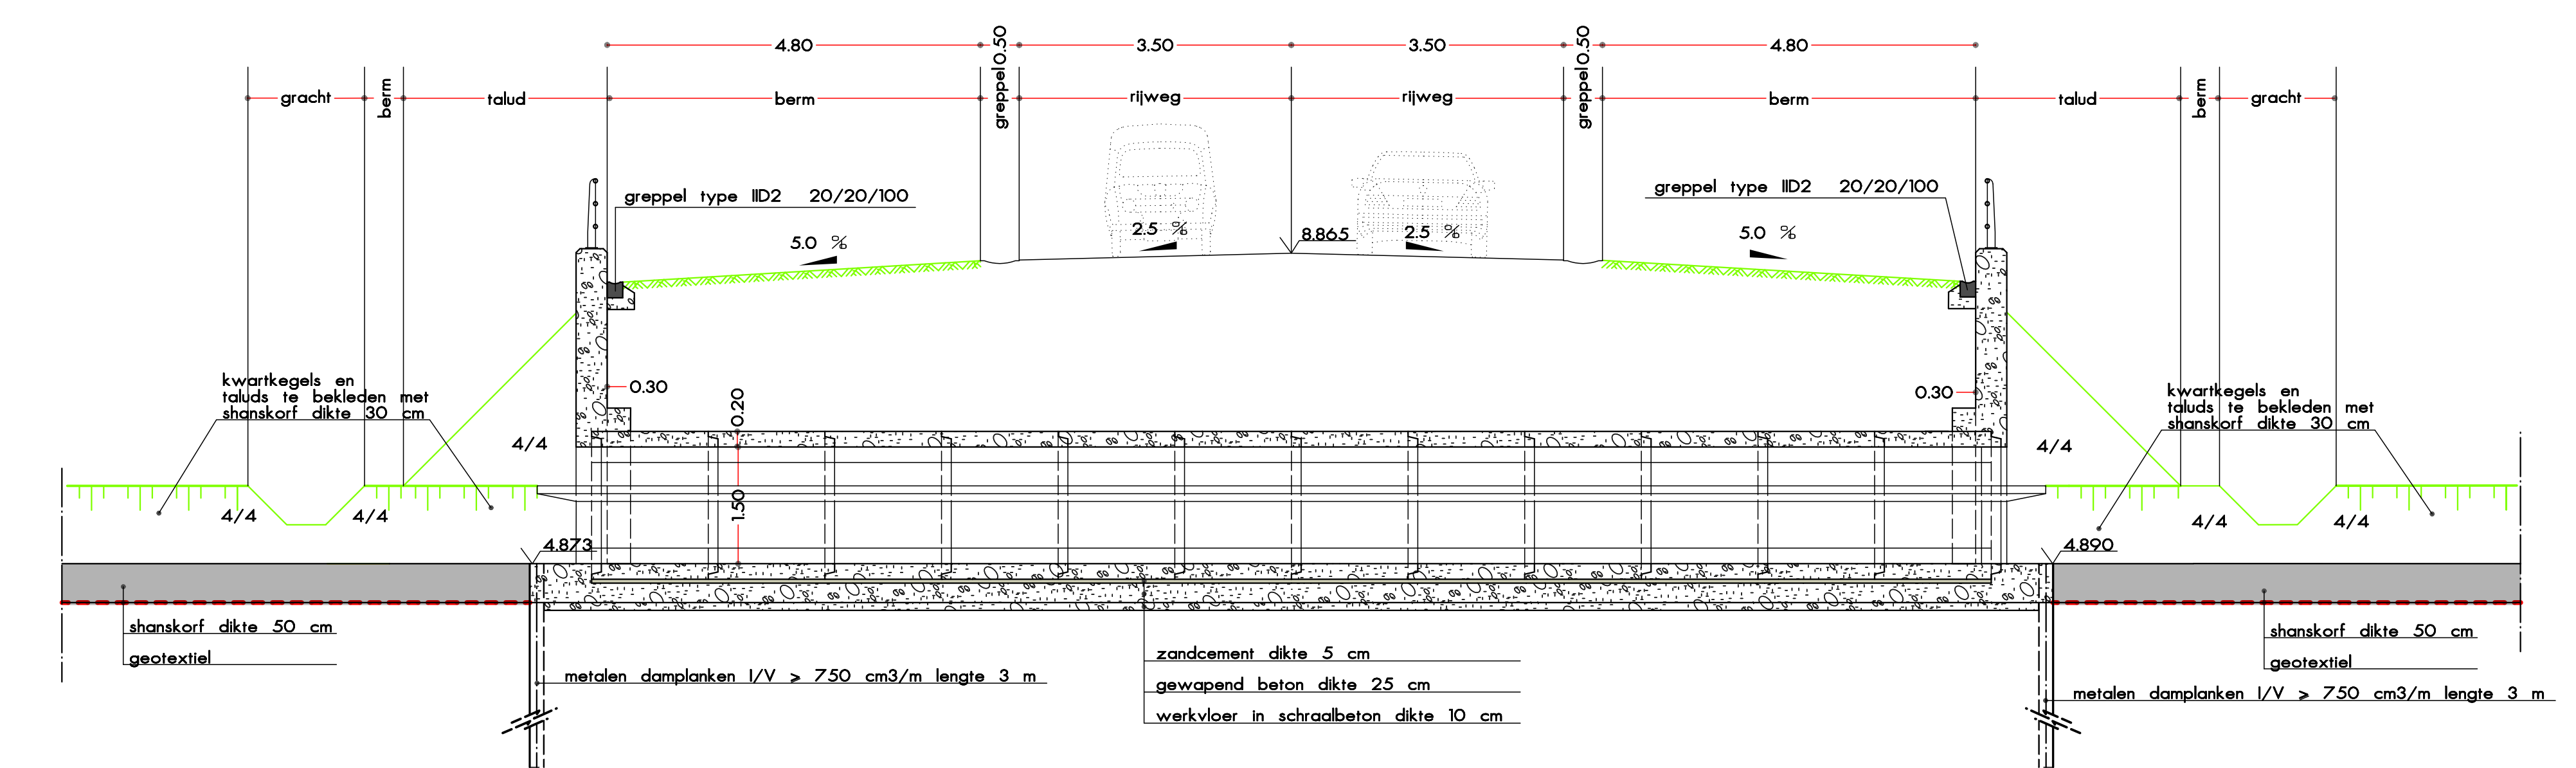 4.80
0.50
3.50
3.50
0.50
4.80
gracht
berm
talud
berm
greppel
rijweg
rijweg
greppel
berm
talud
berm
gracht
greppel type IID2 20/20/100
greppel type IID2 20/20/100
5.0 %
2.5 %
8.865
2.5 %
5.0 %
kwartkegels en
taluds te bekleden met
shanskorf dikte 30 cm
0.30
0.20
0.30
kwartkegels en
taluds te bekleden met
shanskorf dikte 30 cm
4/4
4/4
1.50
4/4
4/4
4/4
4/4
4.873
4.890
shanskorf dikte 50 cm
geotextiel
metalen damplanken I/V > 750 cm3/m lengte 3 m
zandcement dikte 5 cm
gewapend beton dikte 25 cm
werkvloer in schraalbeton dikte 10 cm
shanskorf dikte 50 cm
geotextiel
metalen damplanken I/V > 750 cm3/m lengte 3 m